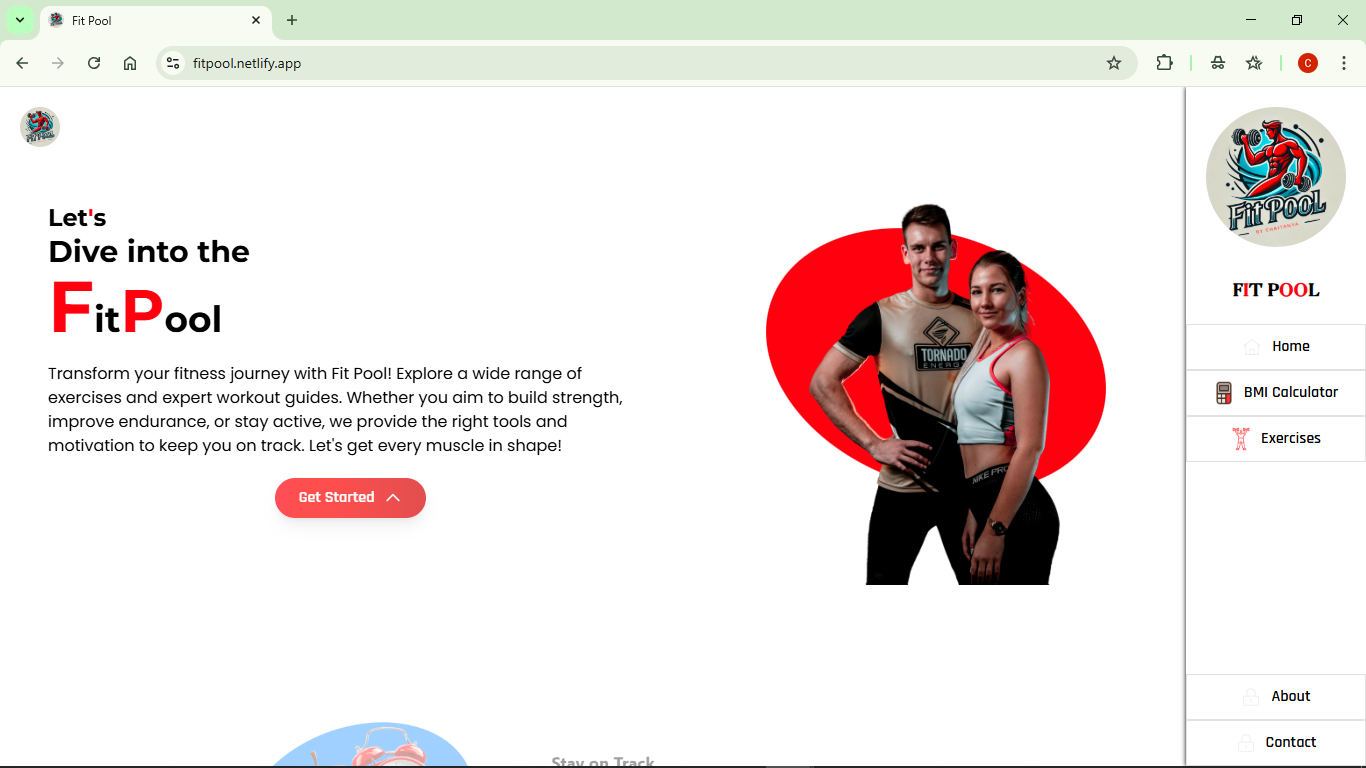 Fit Pool
fitpool.netlify.app
C
FitPool
Let's
Dive into the
FitPool
Transform your fitness journey with Fit Pool! Explore a wide range of
exercises and expert workout guides. Whether you aim to build strength,
improve endurance, or stay active, we provide the right tools and
motivation to keep you on track. Let's get every muscle in shape!
Get Started
TORNADO
ENERGY
NIKE PRO
Stay on Track
FitPool
BY CHAITANYA
FIT POOL
Home
BMI Calculator
Exercises
About
Contact